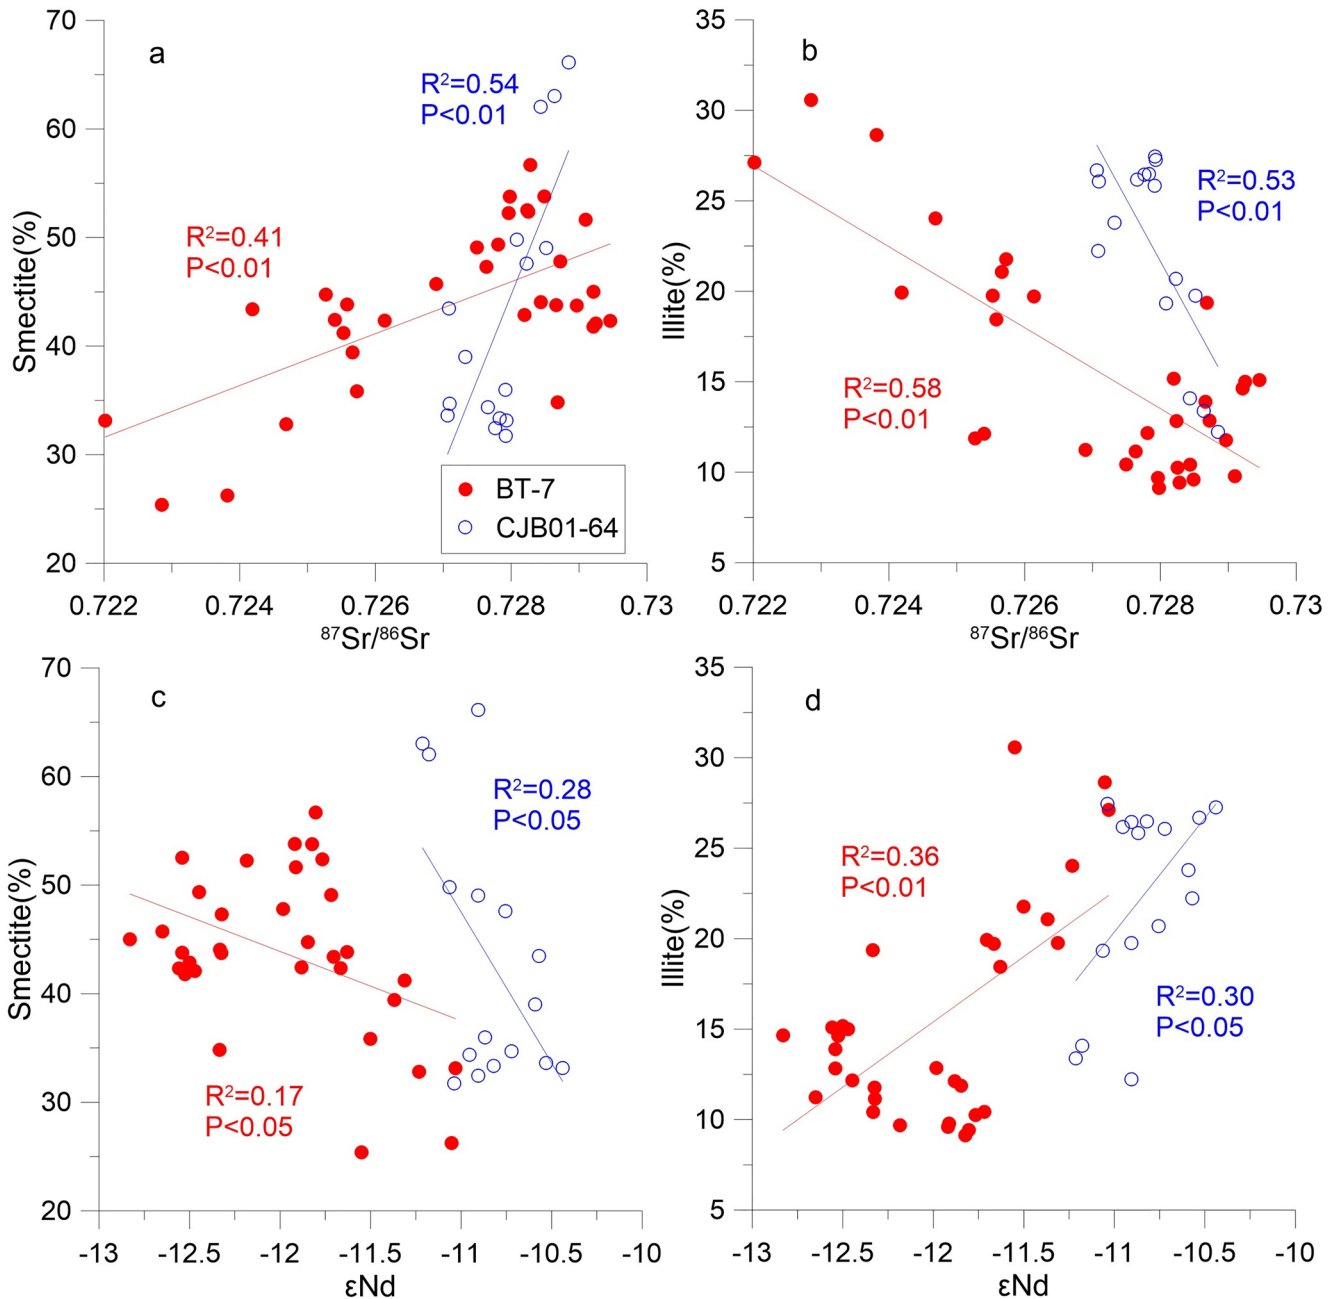 a
70
60
50
40
30
20
Smectite(%)
R²=0.54
P<0.01
R²=0.41
P<0.01
BT-7
CJB01-64
0.722
0.724
0.726
0.728
0.73
⁸⁷Sr/⁸⁶Sr
b
35
30
25
20
15
10
5
Illite(%)
R²=0.53
P<0.01
R²=0.58
P<0.01
0.722
0.724
0.726
0.728
0.73
⁸⁷Sr/⁸⁶Sr
c
70
60
50
40
30
20
Smectite(%)
R²=0.28
P<0.05
R²=0.17
P<0.05
-13
-12.5
-12
-11.5
-11
-10.5
-10
εNd
d
35
30
25
20
15
10
5
Illite(%)
R²=0.36
P<0.01
R²=0.30
P<0.05
-13
-12.5
-12
-11.5
-11
-10.5
-10
εNd